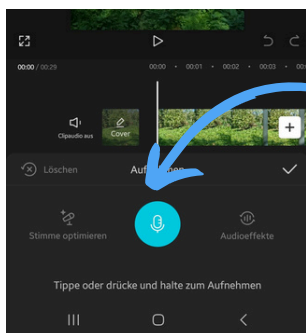 00:00 / 00:29
00:00 • 00:01 • 00:02 • 00:03
Clipaudio aus
Cover
Löschen
Stimme optimieren
Audioeffekte
Tippe oder drücke und halte zum Aufnehmen